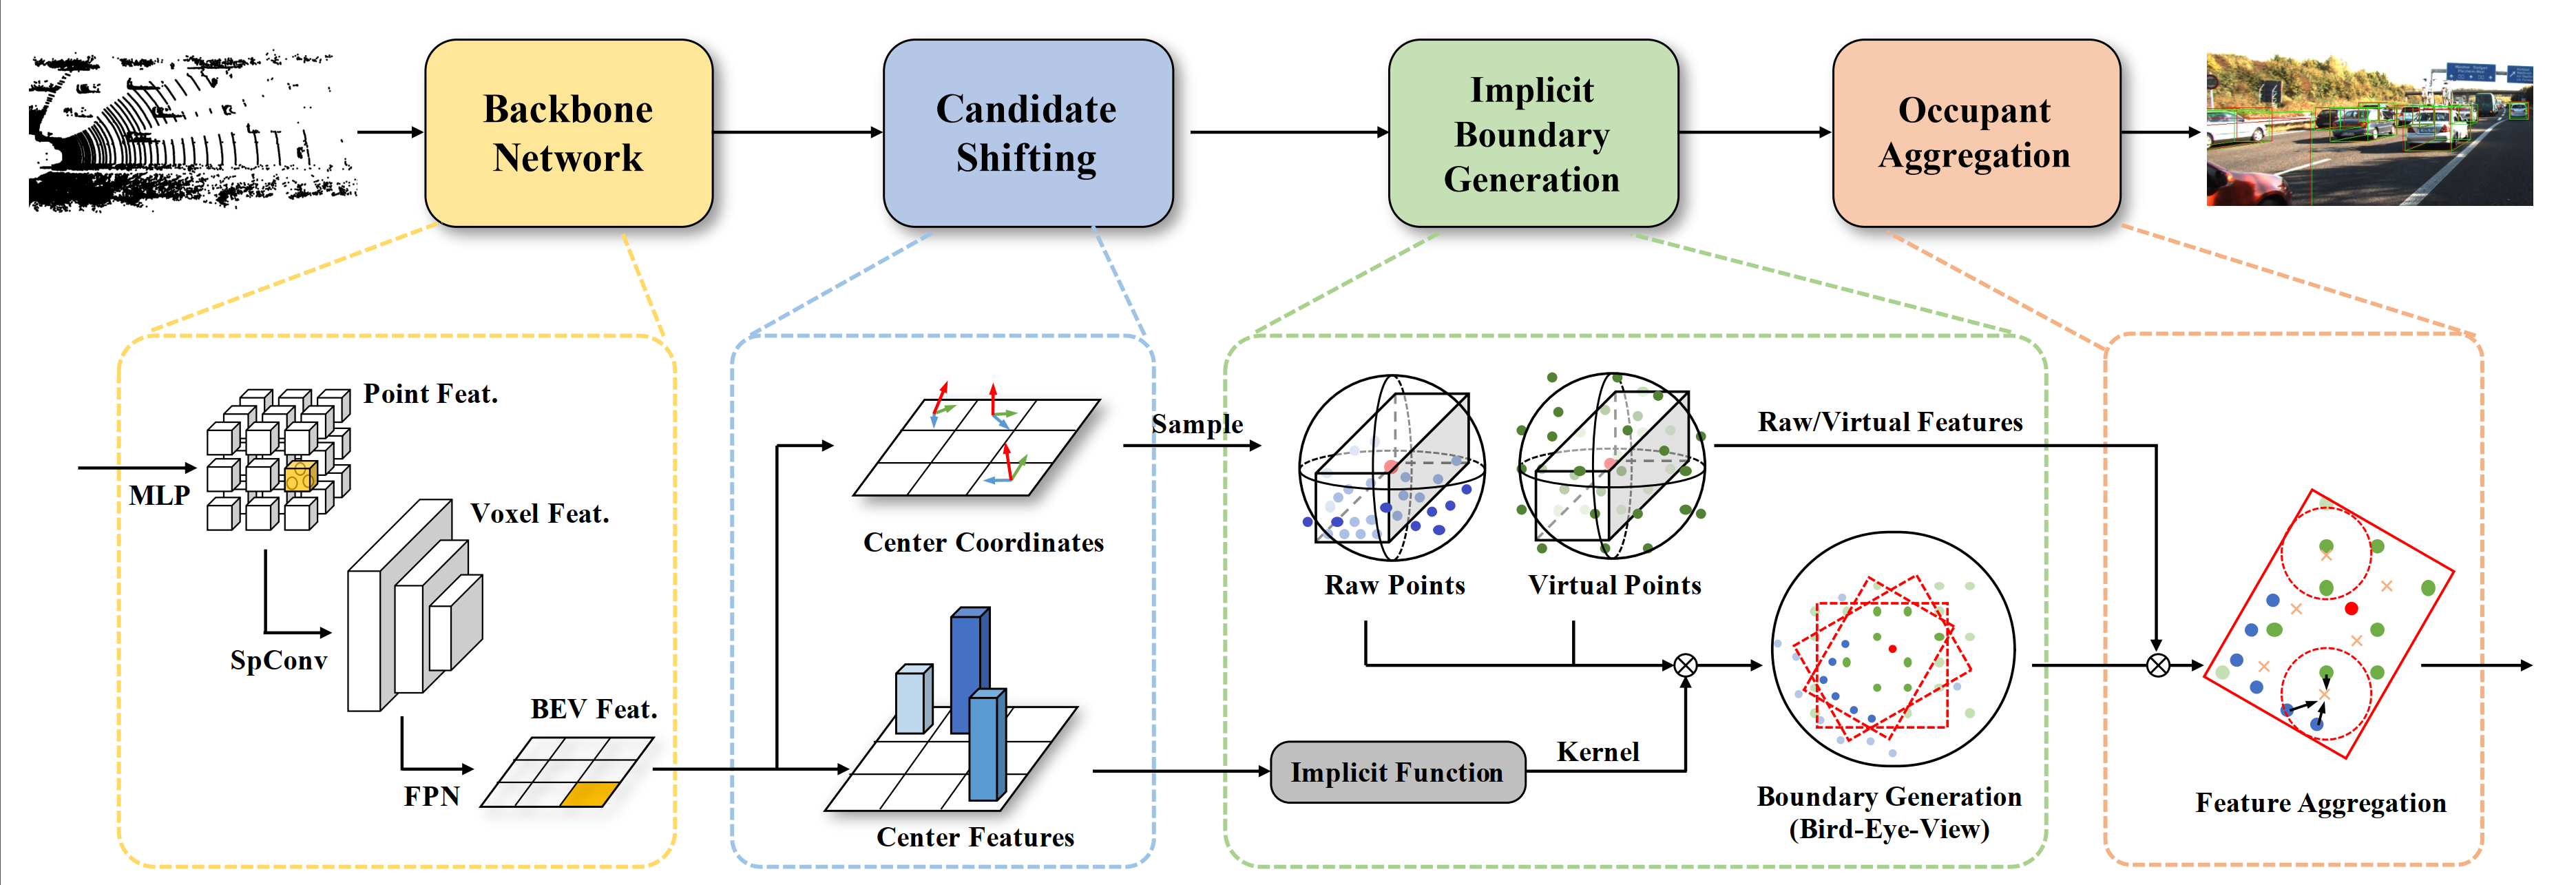 Backbone
Network
Candidate
Shifting
Implicit
Boundary
Generation
Occupant
Aggregation
Point Feat.
MLP
Voxel Feat.
SpConv
BEV Feat.
FPN
Center Coordinates
Center Features
Sample
Raw Points
Virtual Points
Raw/Virtual Features
Implicit Function
Kernel
Boundary Generation
(Bird-Eye-View)
Feature Aggregation